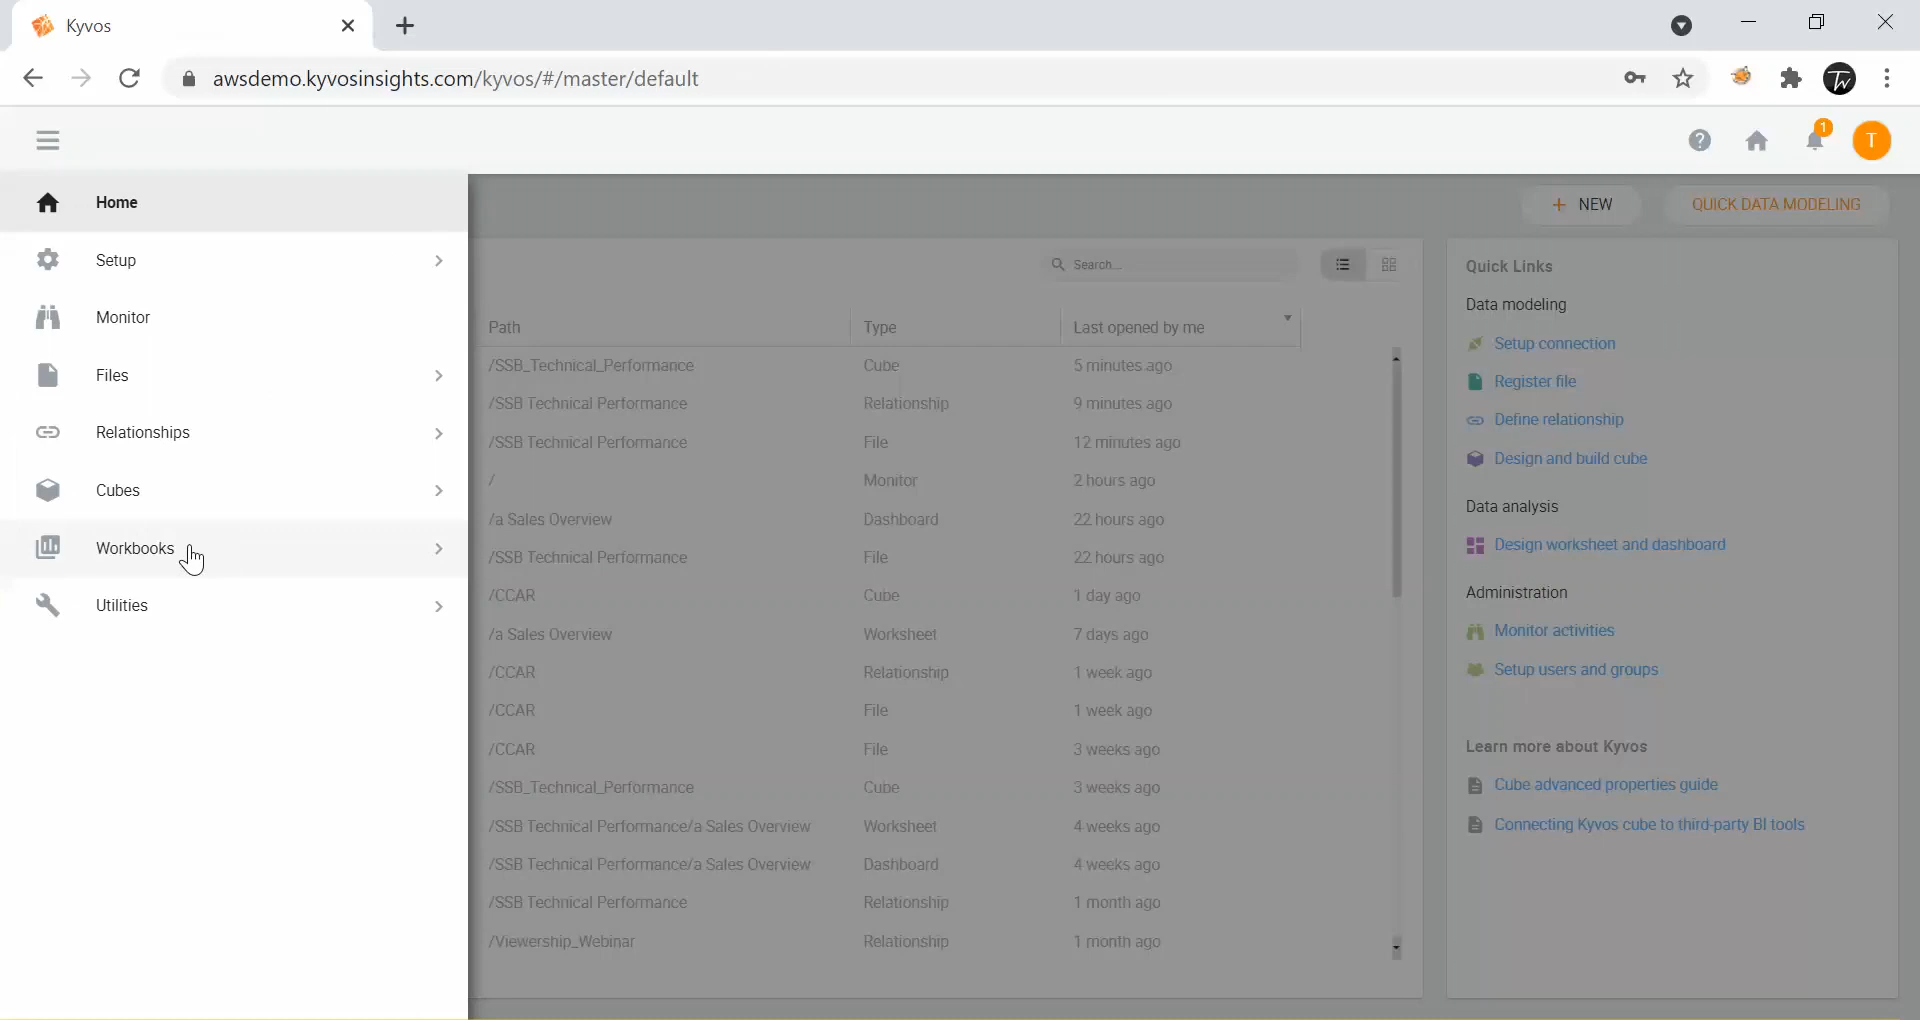 Kyvos
awsdemo.kyvosinsights.com/kyvos/#/master/default
TW
1
T
Home
Setup
Monitor
Files
Relationships
Cubes
Workbooks
Utilities
+ NEW
QUICK DATA MODELING
Search...
Path Type Last opened by me
/SSB_Technical_Performance Cube 5 minutes ago
/SSB Technical Performance Relationship 9 minutes ago
/SSB Technical Performance File 12 minutes ago
/ Monitor 2 hours ago
/a Sales Overview Dashboard 22 hours ago
/SSB Technical Performance File 22 hours ago
/CCAR Cube 1 day ago
/a Sales Overview Worksheet 7 days ago
/CCAR Relationship 1 week ago
/CCAR File 1 week ago
/CCAR File 3 weeks ago
/SSB_Technical_Performance Cube 3 weeks ago
/SSB Technical Performance/a Sales Overview Worksheet 4 weeks ago
/SSB Technical Performance/a Sales Overview Dashboard 4 weeks ago
/SSB Technical Performance Relationship 1 month ago
/Viewership_Webinar Relationship 1 month ago
Quick Links
Data modeling
Setup connection
Register file
Define relationship
Design and build cube
Data analysis
Design worksheet and dashboard
Administration
Monitor activities
Setup users and groups
Learn more about Kyvos
Cube advanced properties guide
Connecting Kyvos cube to third-party BI tools